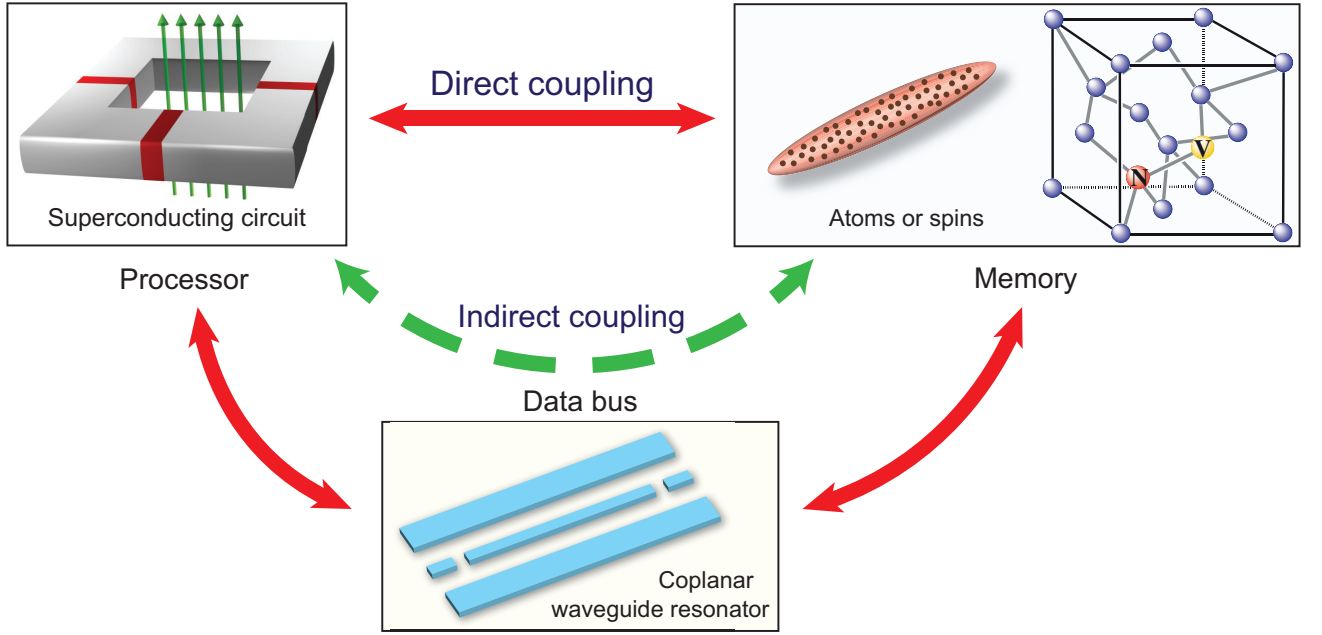 Direct coupling
Superconducting circuit
Atoms or spins
N
V
Processor
Memory
Indirect coupling
Data bus
Coplanar
waveguide resonator